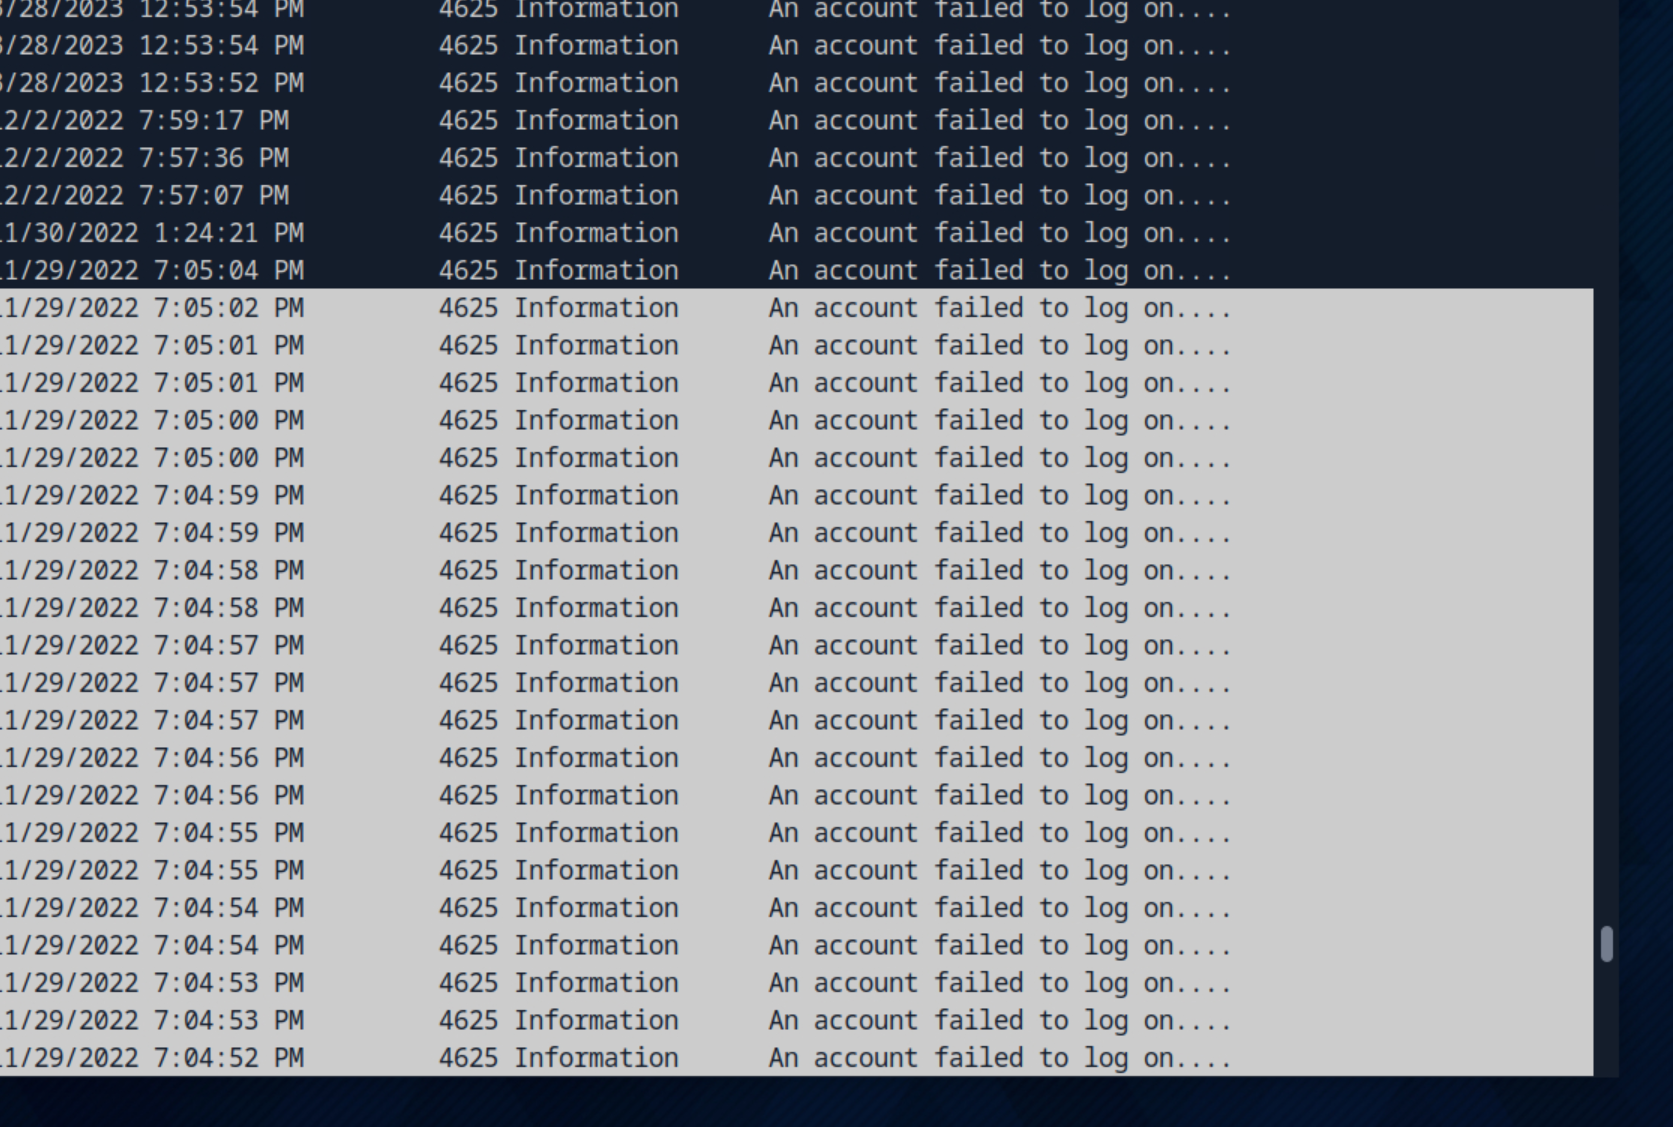 3/28/2023 12:53:54 PM 4625 Information An account failed to log on....
3/28/2023 12:53:54 PM 4625 Information An account failed to log on....
3/28/2023 12:53:52 PM 4625 Information An account failed to log on....
12/2/2022 7:59:17 PM 4625 Information An account failed to log on....
12/2/2022 7:57:36 PM 4625 Information An account failed to log on....
12/2/2022 7:57:07 PM 4625 Information An account failed to log on....
11/30/2022 1:24:21 PM 4625 Information An account failed to log on....
11/29/2022 7:05:04 PM 4625 Information An account failed to log on....
11/29/2022 7:05:02 PM 4625 Information An account failed to log on....
11/29/2022 7:05:01 PM 4625 Information An account failed to log on....
11/29/2022 7:05:01 PM 4625 Information An account failed to log on....
11/29/2022 7:05:00 PM 4625 Information An account failed to log on....
11/29/2022 7:05:00 PM 4625 Information An account failed to log on....
11/29/2022 7:04:59 PM 4625 Information An account failed to log on....
11/29/2022 7:04:59 PM 4625 Information An account failed to log on....
11/29/2022 7:04:58 PM 4625 Information An account failed to log on....
11/29/2022 7:04:58 PM 4625 Information An account failed to log on....
11/29/2022 7:04:57 PM 4625 Information An account failed to log on....
11/29/2022 7:04:57 PM 4625 Information An account failed to log on....
11/29/2022 7:04:57 PM 4625 Information An account failed to log on....
11/29/2022 7:04:56 PM 4625 Information An account failed to log on....
11/29/2022 7:04:56 PM 4625 Information An account failed to log on....
11/29/2022 7:04:55 PM 4625 Information An account failed to log on....
11/29/2022 7:04:55 PM 4625 Information An account failed to log on....
11/29/2022 7:04:54 PM 4625 Information An account failed to log on....
11/29/2022 7:04:54 PM 4625 Information An account failed to log on....
11/29/2022 7:04:53 PM 4625 Information An account failed to log on....
11/29/2022 7:04:53 PM 4625 Information An account failed to log on....
11/29/2022 7:04:52 PM 4625 Information An account failed to log on....